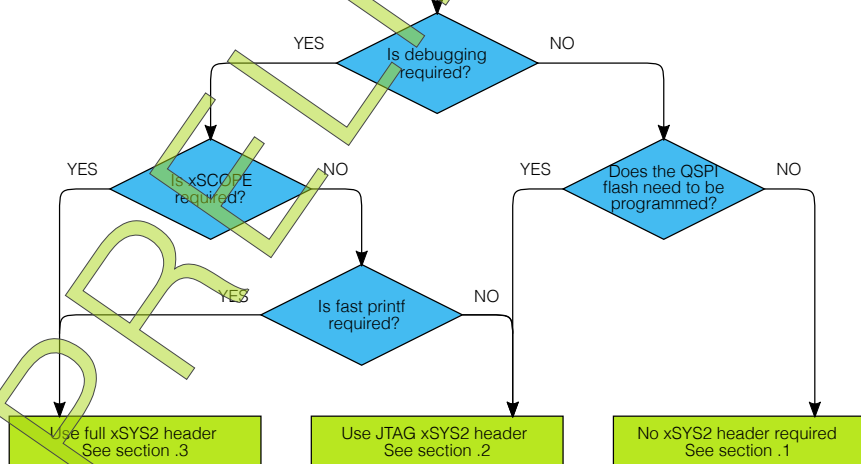 YES
Is debugging
required?
NO
YES
Is xSCOPE
required?
NO
YES
Does the QSPI
flash need to be
programmed?
NO
YES
Is fast printf
required?
NO
Use full xSYS2 header
See section .3
Use JTAG xSYS2 header
See section .2
No xSYS2 header required
See section .1
PRELI